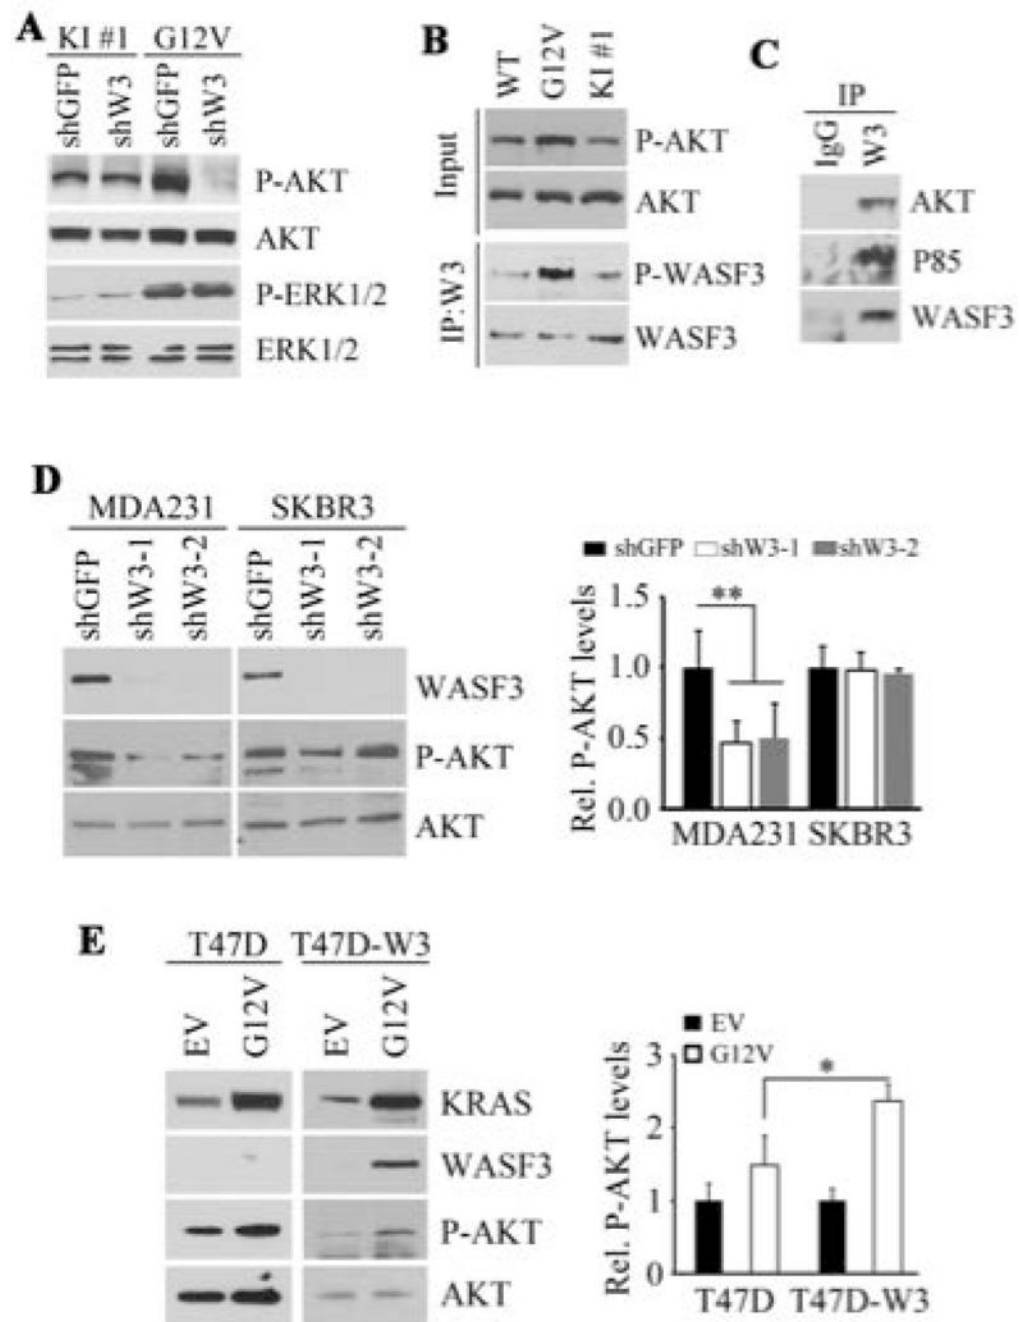 A
KI #1 G12V
shGFP shW3 shGFP shW3
P-AKT
AKT
P-ERK1/2
ERK1/2
B
WT G12V KI #1
Input
P-AKT
AKT
IP:W3
P-WASF3
WASF3
C
IP
IgG W3
AKT
P85
WASF3
D
MDA231 SKBR3
shGFP shW3-1 shW3-2 shGFP shW3-1 shW3-2
WASF3
P-AKT
AKT
shGFP shW3-1 shW3-2
Rel. P-AKT levels
1.5
1.0
0.5
0.0
**
MDA231 SKBR3
E
T47D T47D-W3
EV G12V EV G12V
KRAS
WASF3
P-AKT
AKT
EV
G12V
Rel. P-AKT levels
3
2
1
0
*
T47D T47D-W3